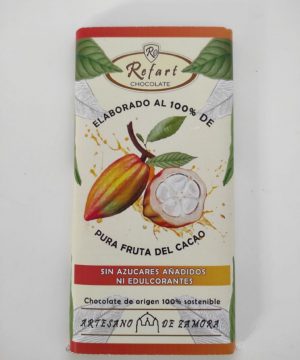 R
Refart
CHOCOLATE
ELABORADO AL 100% DE
PURA FRUTA DEL CACAO
SIN AZUCARES AÑADIDOS
NI EDULCORANTES
Chocolate de origen 100% sostenible
ARTESANO DE ZAMORA